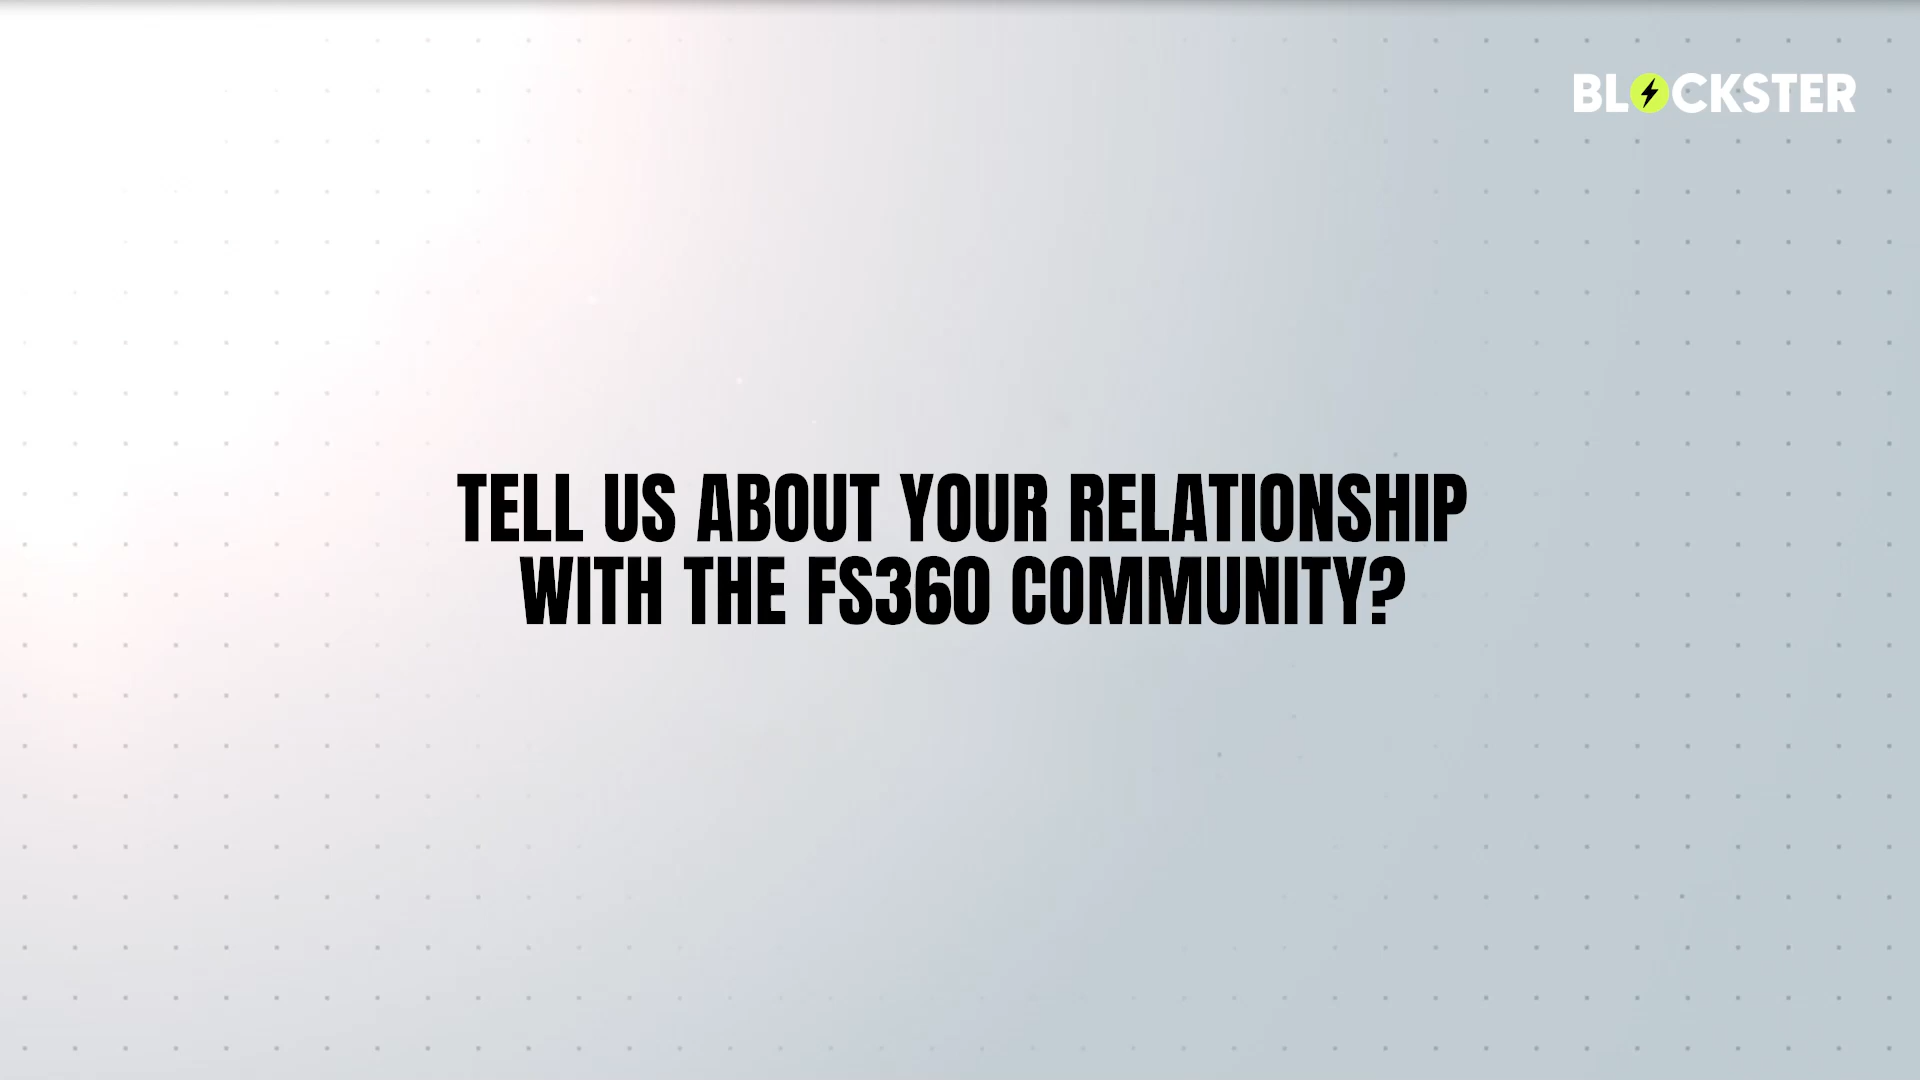 BLOCKSTER
TELL US ABOUT YOUR RELATIONSHIP
WITH THE FS360 COMMUNITY?